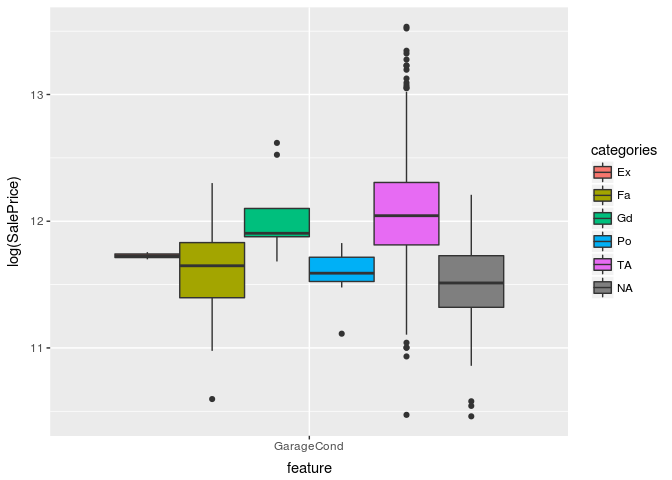 log(SalePrice)
13
12
11
GarageCond
feature
categories
Ex
Fa
Gd
Po
TA
NA